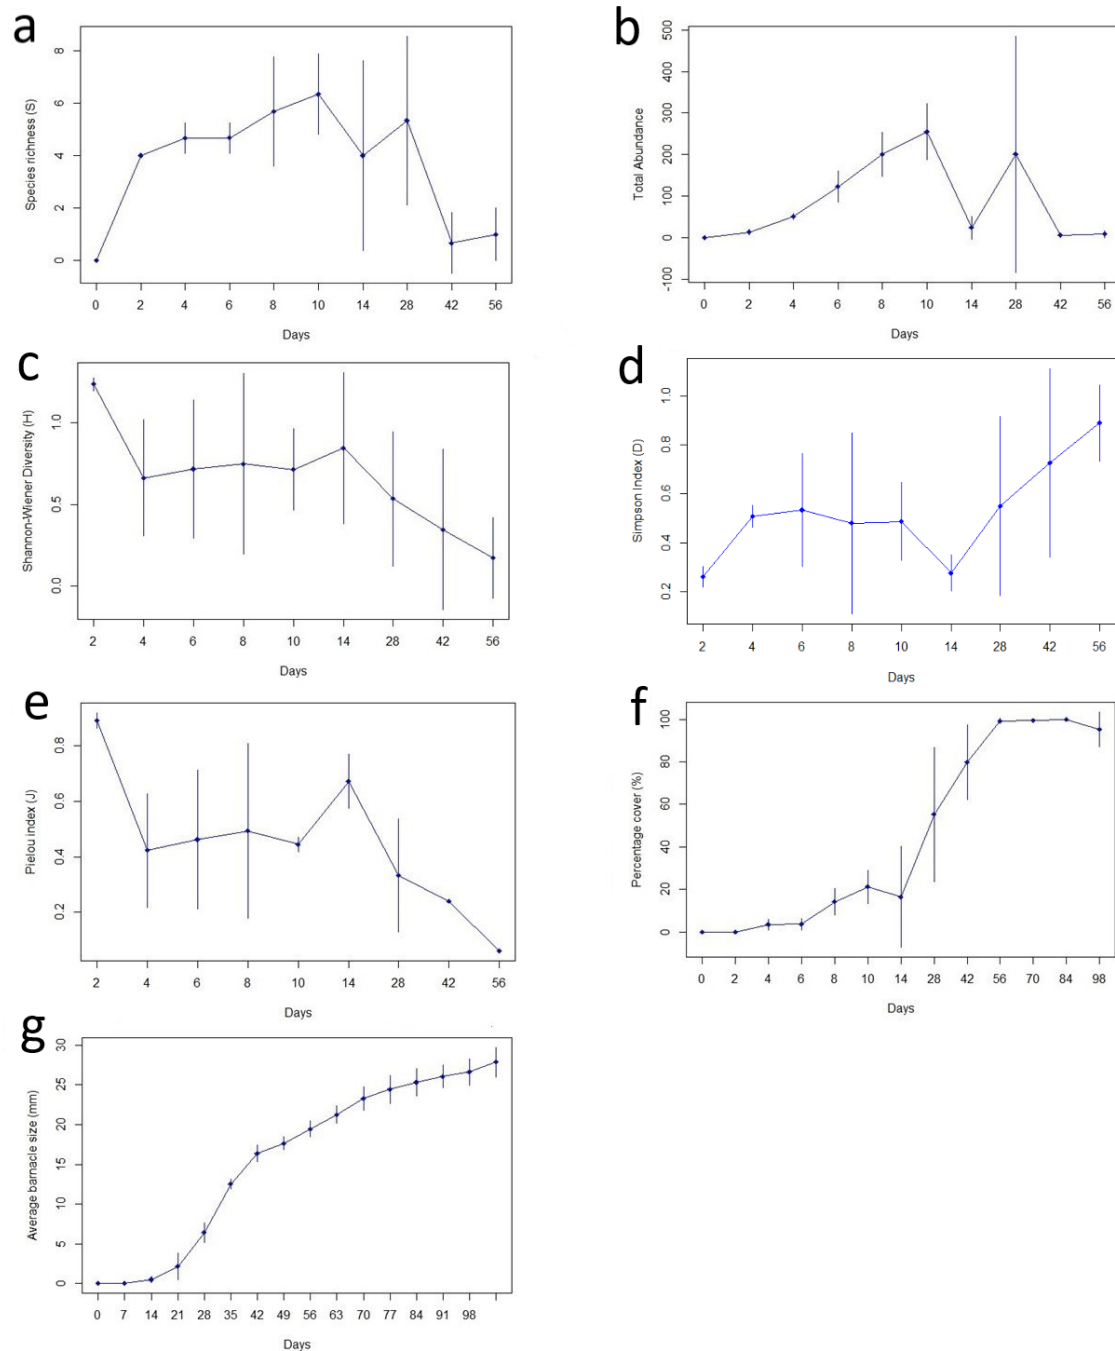 a
Species richness (S)
8
6
4
2
0
0 2 4 6 8 10 14 28 42 56
Days
b
Total Abundance
500
400
300
200
100
0
-100
0 2 4 6 8 10 14 28 42 56
Days
c
Shannon-Wiener Diversity (H)
1.0
0.5
0.0
2 4 6 8 10 14 28 42 56
Days
d
Simpson Index (D)
1.0
0.8
0.6
0.4
0.2
2 4 6 8 10 14 28 42 56
Days
e
Pielou index (J)
0.8
0.6
0.4
0.2
2 4 6 8 10 14 28 42 56
Days
f
Percentage cover (%)
100
80
60
40
20
0
0 2 4 6 8 10 14 28 42 56 70 84 98
Days
g
Average barnacle size (mm)
30
25
20
15
10
5
0
0 7 14 21 28 35 42 49 56 63 70 77 84 91 98
Days